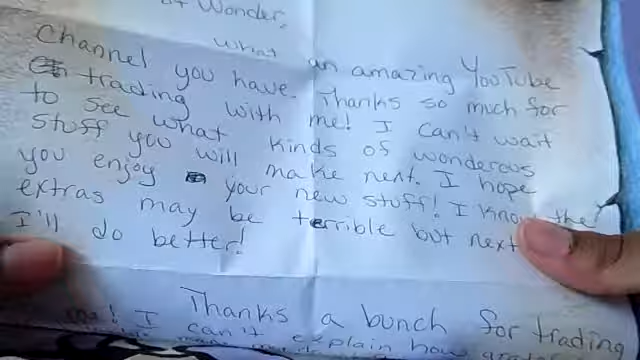 of Wonder.
What an amazing YouTube
Channel you have. Thanks so much for
trading with me! I can't wait
to see what kinds of wonderous
stuff you will make next. I hope
you enjoy your new stuff! I know the
extras may be terrible but next
I'll do better!
Thanks a bunch for trading
me! I can't explain how